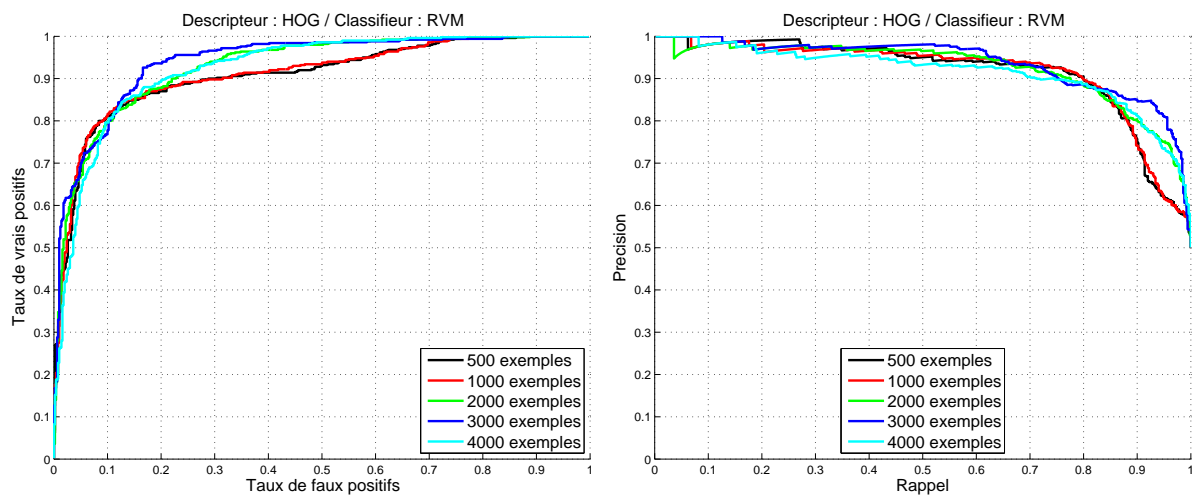 Descripteur : HOG / Classifieur : RVM
1
0.9
0.8
0.7
0.6
0.5
0.4
0.3
0.2
0.1
0
Taux de vrais positifs
500 exemples
1000 exemples
2000 exemples
3000 exemples
4000 exemples
0 0.1 0.2 0.3 0.4 0.5 0.6 0.7 0.8 0.9 1
Taux de faux positifs
Descripteur : HOG / Classifieur : RVM
1
0.9
0.8
0.7
0.6
0.5
0.4
0.3
0.2
0.1
0
Precision
500 exemples
1000 exemples
2000 exemples
3000 exemples
4000 exemples
0 0.1 0.2 0.3 0.4 0.5 0.6 0.7 0.8 0.9 1
Rappel